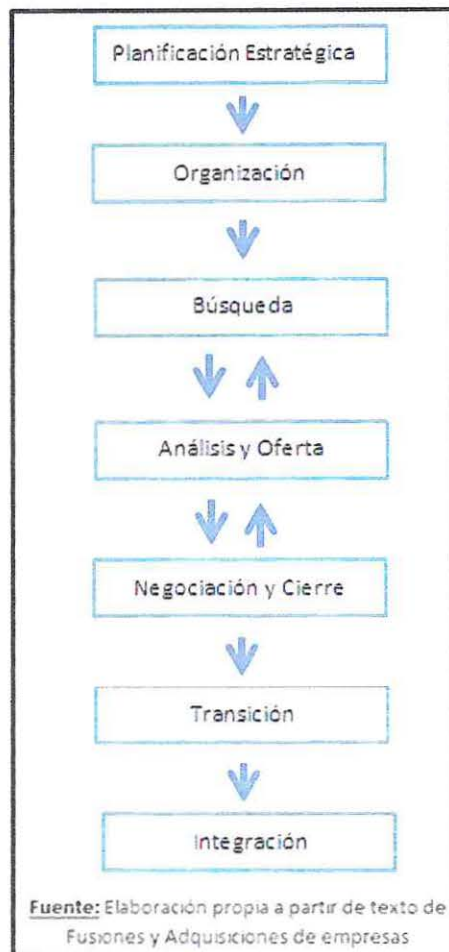 Planificación Estratégica
Organización
Búsqueda
Análisis y Oferta
Negociación y Cierre
Transición
Integración
Fuente: Elaboración propia a partir de texto de
Fusiones y Adquisiciones de empresas